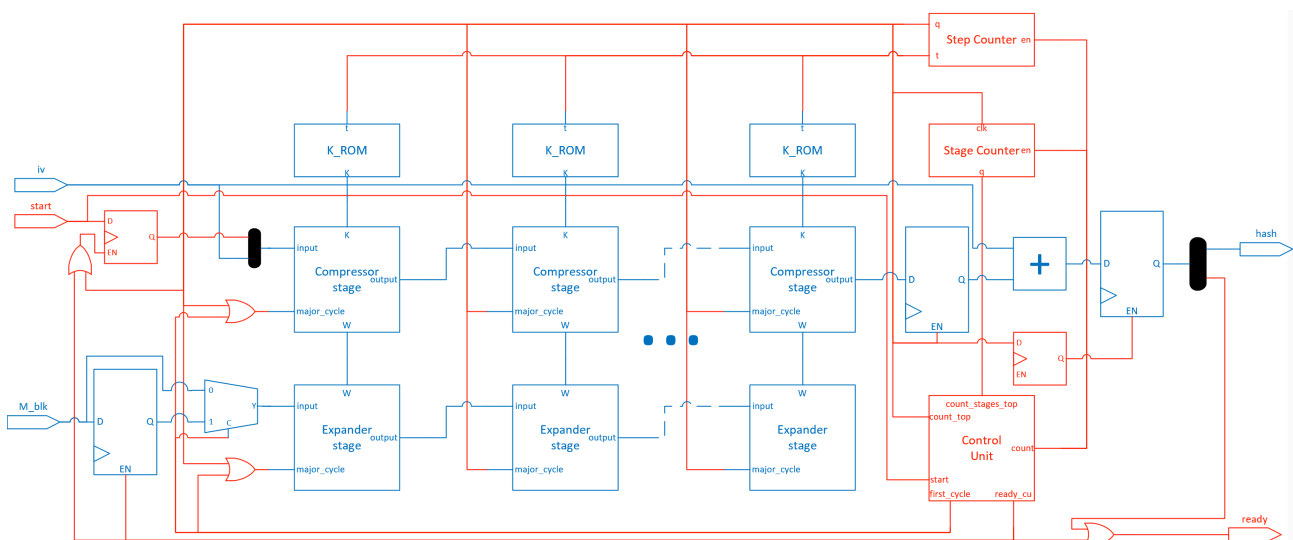 q
Step Counter
en
t
t
t
t
clk
K_ROM
K_ROM
K_ROM
Stage Counter
en
K
K
K
q
iv
start
D
Q
EN
K
K
K
input
input
input
hash
Compressor
stage
Compressor
stage
Compressor
stage
output
output
output
D
Q
+
D
Q
major_cycle
major_cycle
major_cycle
W
W
W
EN
EN
D
Q
EN
M_blk
D
Q
EN
0
1
C
Y
W
W
W
input
input
input
Expander
stage
Expander
stage
Expander
stage
output
output
output
major_cycle
major_cycle
major_cycle
count_stages_top
count_top
Control
Unit
count
start
first_cycle
ready_cu
ready